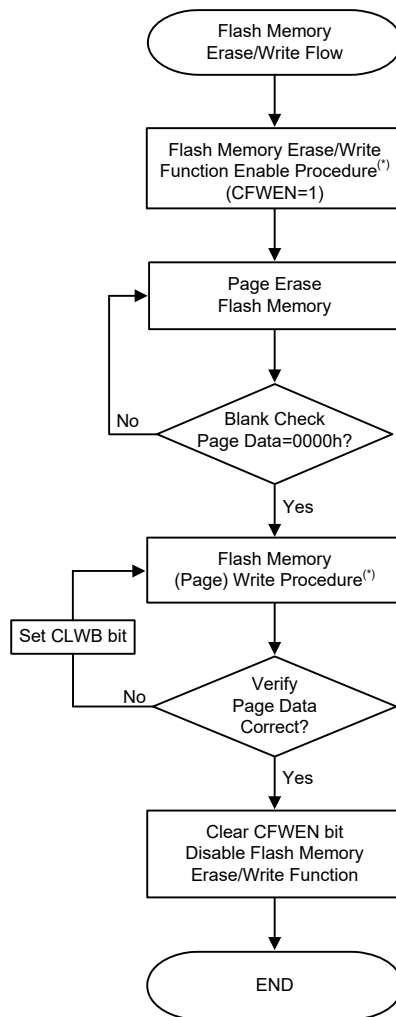 Flash Memory
Erase/Write Flow
Flash Memory Erase/Write
Function Enable Procedure(*)
(CFWEN=1)
Page Erase
Flash Memory
No
Blank Check
Page Data=0000h?
Yes
Flash Memory
(Page) Write Procedure(*)
Set CLWB bit
No
Verify
Page Data
Correct?
Yes
Clear CFWEN bit
Disable Flash Memory
Erase/Write Function
END